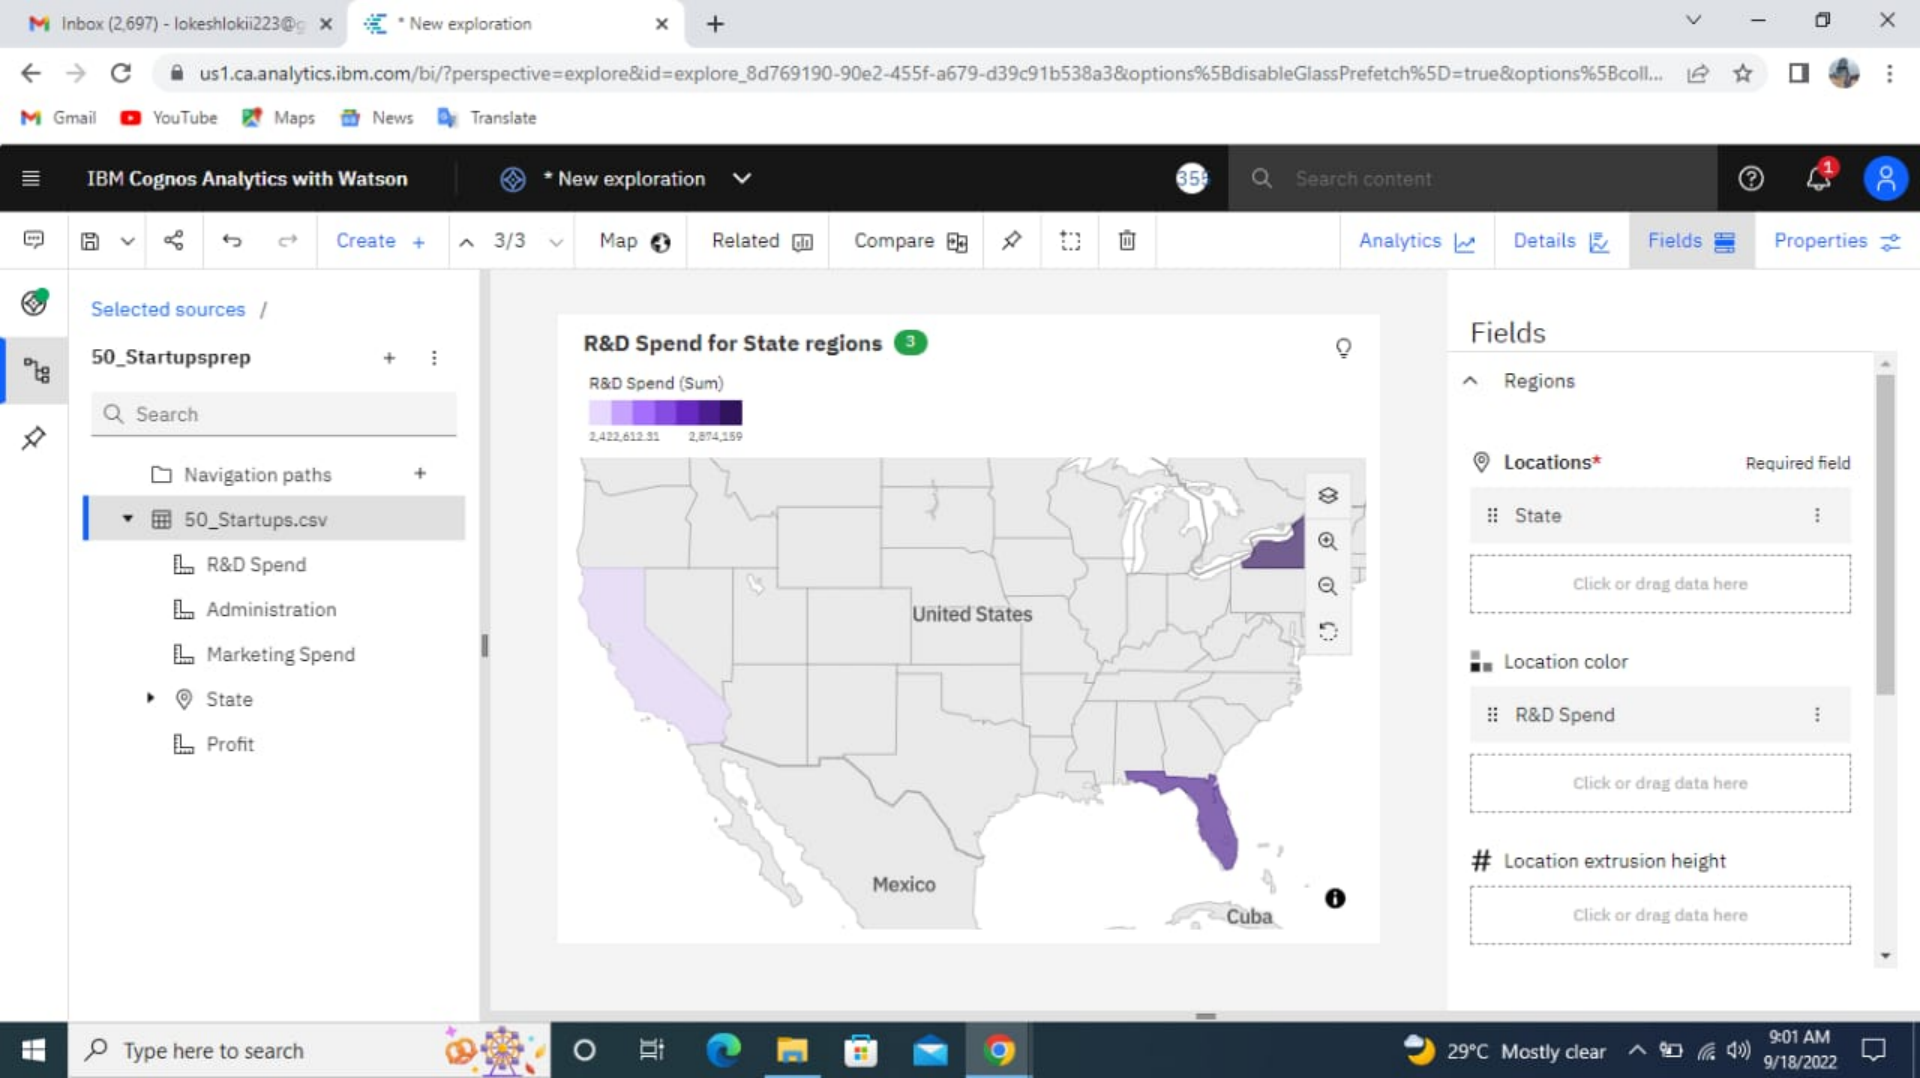 Inbox (2,697) - lokeshlokii223@g
* New exploration
us1.ca.analytics.ibm.com/bi/?perspective=explore&id=explore_8d769190-90e2-455f-a679-d39c91b538a3&options%5BdisableGlassPrefetch%5D=true&options%5Bcoll...
Gmail YouTube Maps News Translate
IBM Cognos Analytics with Watson
* New exploration
355
Search content
1
Create +
3/3
Map
Related
Compare
Analytics
Details
Fields
Properties
Selected sources /
50_Startupsprep
Search
Navigation paths
50_Startups.csv
R&D Spend
Administration
Marketing Spend
State
Profit
R&D Spend for State regions 3
R&D Spend (Sum)
2,422,612.31 2,874,159
United States
Mexico
Cuba
Fields
Regions
Locations* Required field
State
Click or drag data here
Location color
R&D Spend
Click or drag data here
# Location extrusion height
Click or drag data here
Type here to search
29°C Mostly clear
9:01 AM
9/18/2022